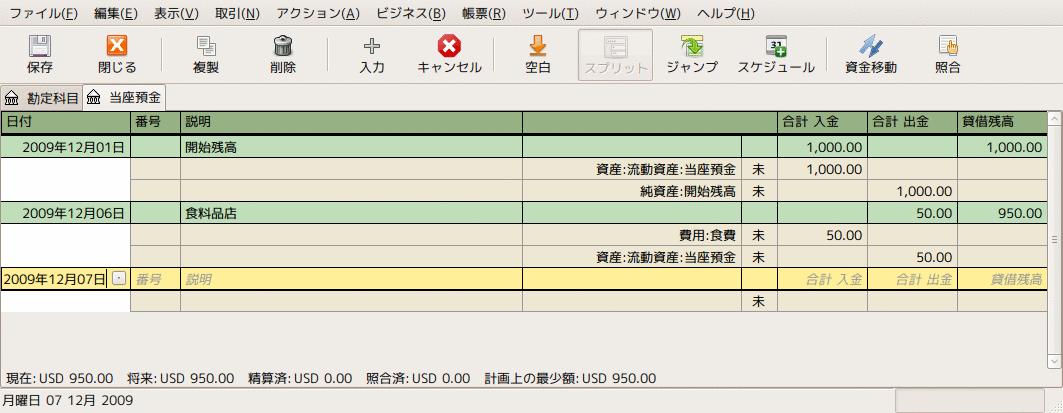 ファイル(F) 編集(E) 表示(V) 取引(N) アクション(A) ビジネス(B) 帳票(R) ツール(T) ウィンドウ(W) ヘルプ(H)
保存 閉じる 複製 削除 入力 キャンセル 空白 スプリット ジャンプ スケジュール 資金移動 照合
勘定科目 当座預金
日付 番号 説明 合計 入金 合計 出金 貸借残高
2009年12月01日 開始残高 1,000.00 1,000.00
資産:流動資産:当座預金 未 1,000.00
純資産:開始残高 未 1,000.00
2009年12月06日 食料品店 50.00 950.00
費用:食費 未 50.00
資産:流動資産:当座預金 未 50.00
2009年12月07日 番号 説明 合計 入金 合計 出金 貸借残高
未
現在: USD 950.00 将来: USD 950.00 精算済: USD 0.00 照合済: USD 0.00 計画上の最少額: USD 950.00
月曜日 07 12月 2009